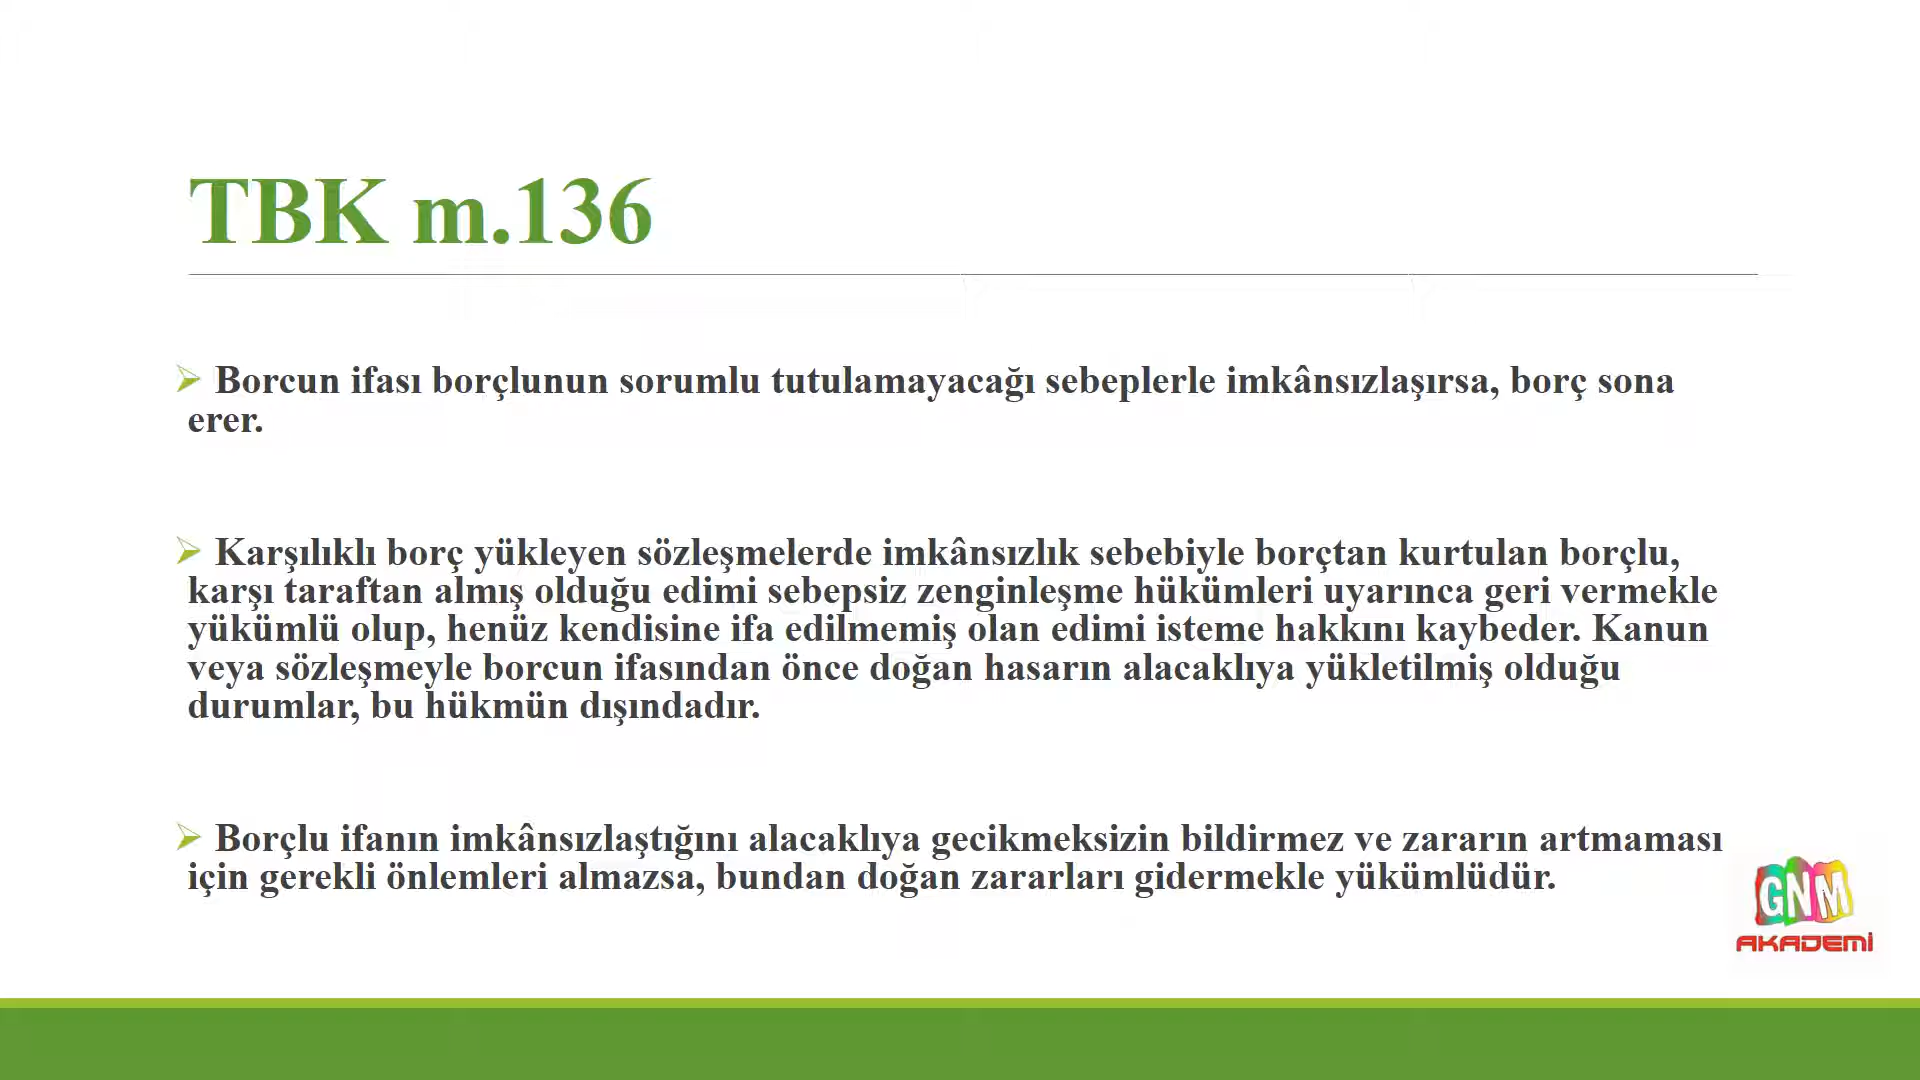 TBK m.136
Borcun ifası borçlunun sorumlu tutulamayacağı sebeplerle imkânsızlaşırsa, borç sona
erer.
Karşılıklı borç yükleyen sözleşmelerde imkânsızlık sebebiyle borçtan kurtulan borçlu,
karşı taraftan almış olduğu edimi sebepsiz zenginleşme hükümleri uyarınca geri vermekle
yükümlü olup, henüz kendisine ifa edilmemiş olan edimi isteme hakkını kaybeder. Kanun
veya sözleşmeyle borcun ifasından önce doğan hasarın alacaklıya yükletilmiş olduğu
durumlar, bu hükmün dışındadır.
Borçlu ifanın imkânsızlaştığını alacaklıya gecikmeksizin bildirmez ve zararın artmaması
için gerekli önlemleri almazsa, bundan doğan zararları gidermekle yükümlüdür.
GNM
AKADEMİ